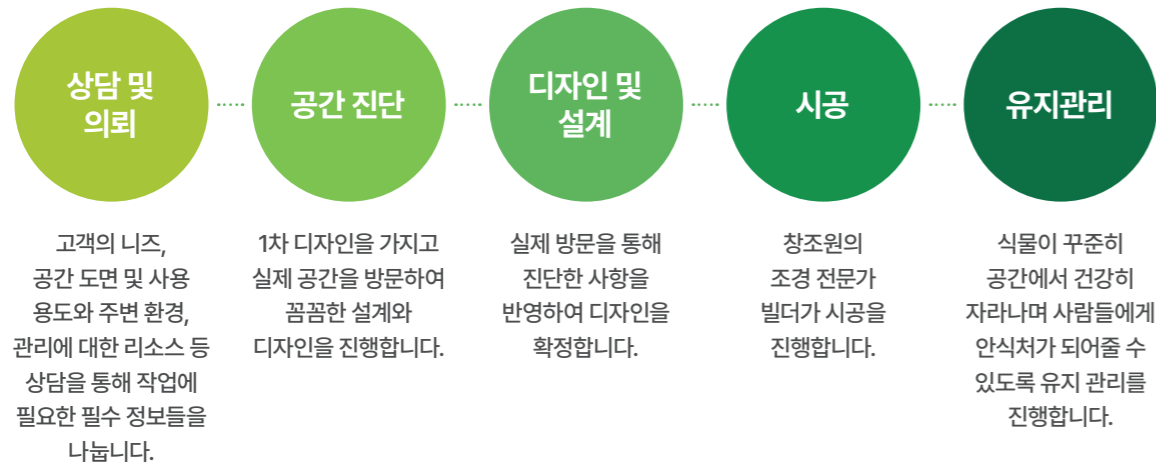 상담 및
의뢰
공간 진단
디자인 및
설계
시공
유지관리
고객의 니즈,
공간 도면 및 사용
용도와 주변 환경,
관리에 대한 리소스 등
상담을 통해 작업에
필요한 필수 정보들을
나눕니다.
1차 디자인을 가지고
실제 공간을 방문하여
꼼꼼한 설계와
디자인을 진행합니다.
실제 방문을 통해
진단한 사항을
반영하여 디자인을
확정합니다.
창조원의
조경 전문가
빌더가 시공을
진행합니다.
식물이 꾸준히
공간에서 건강히
자라나며 사람들에게
안식처가 되어줄 수
있도록 유지 관리를
진행합니다.